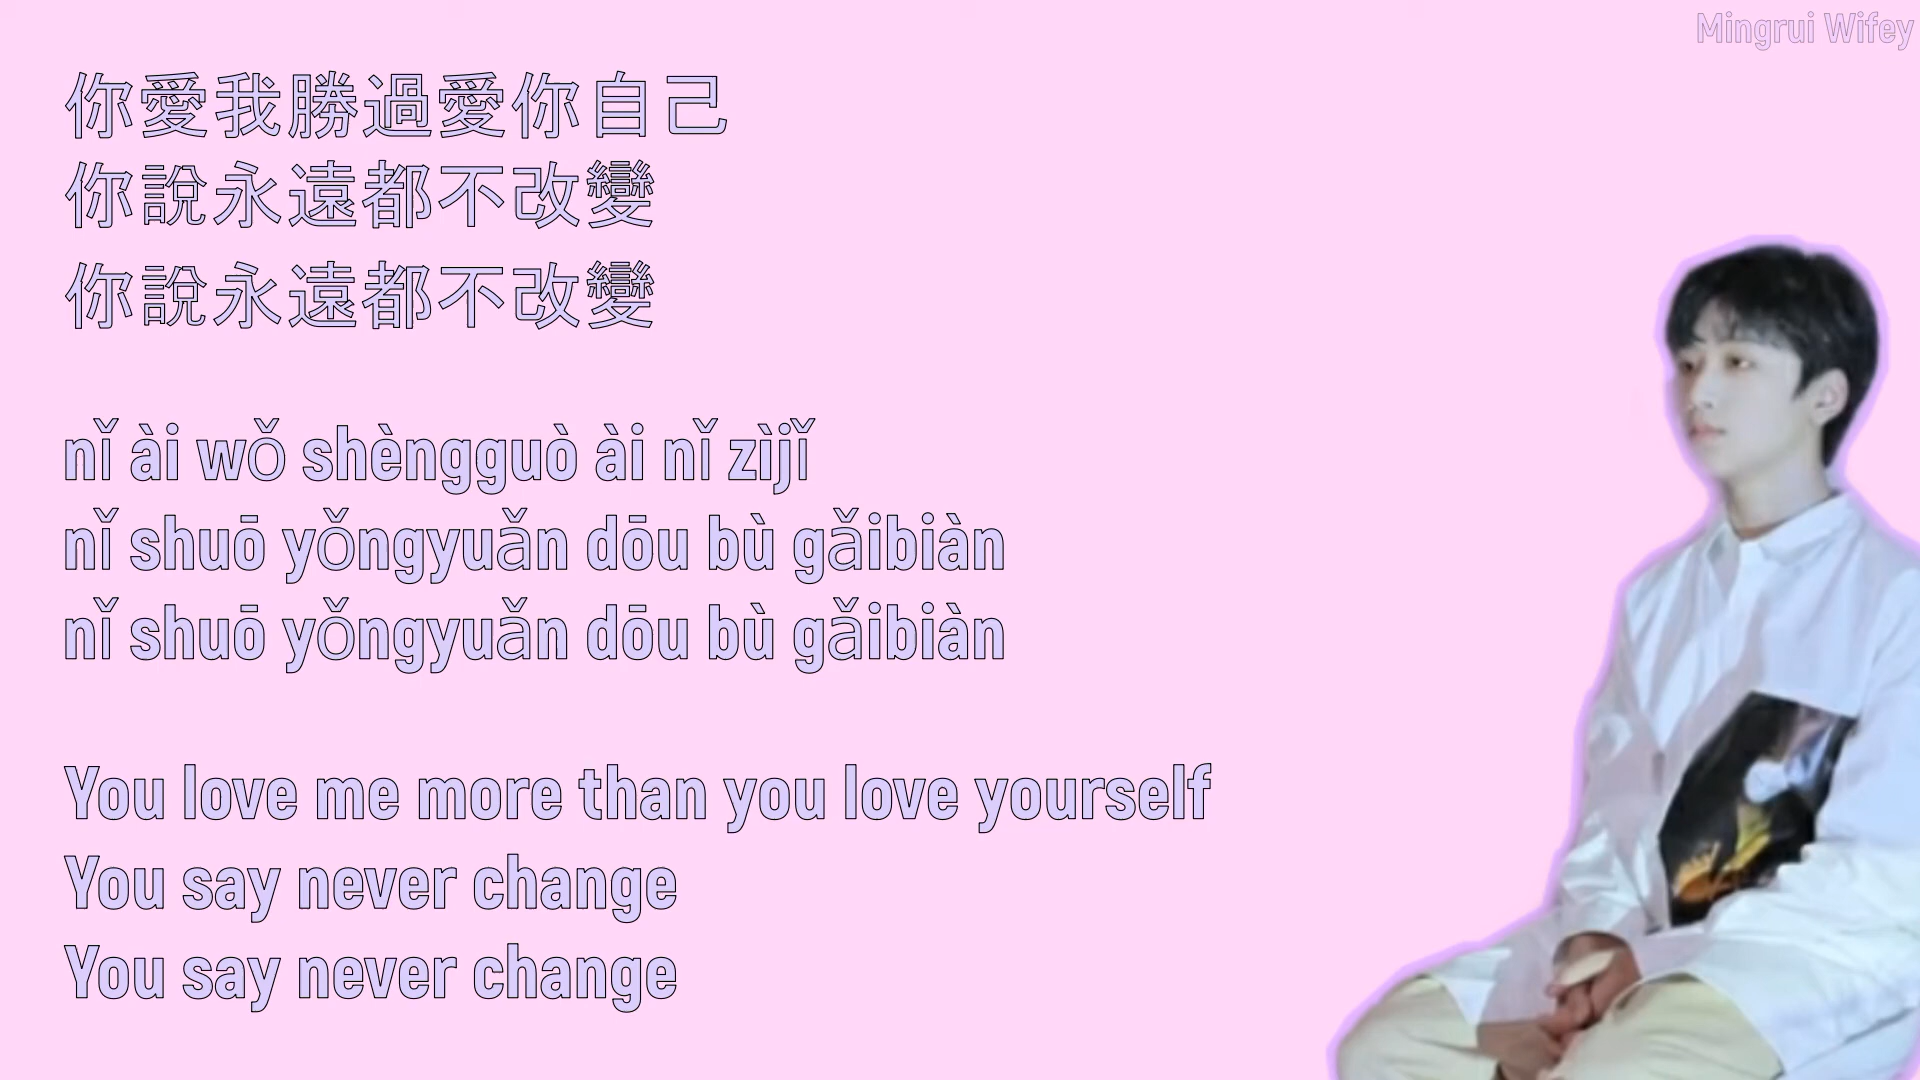 Mingrui Wifey
你愛我勝過愛你自己
你說永遠都不改變
你說永遠都不改變
nǐ ài wǒ shèngguò ài nǐ zìjǐ
nǐ shuō yǒngyuǎn dōu bù gǎibiàn
nǐ shuō yǒngyuǎn dōu bù gǎibiàn
You love me more than you love yourself
You say never change
You say never change